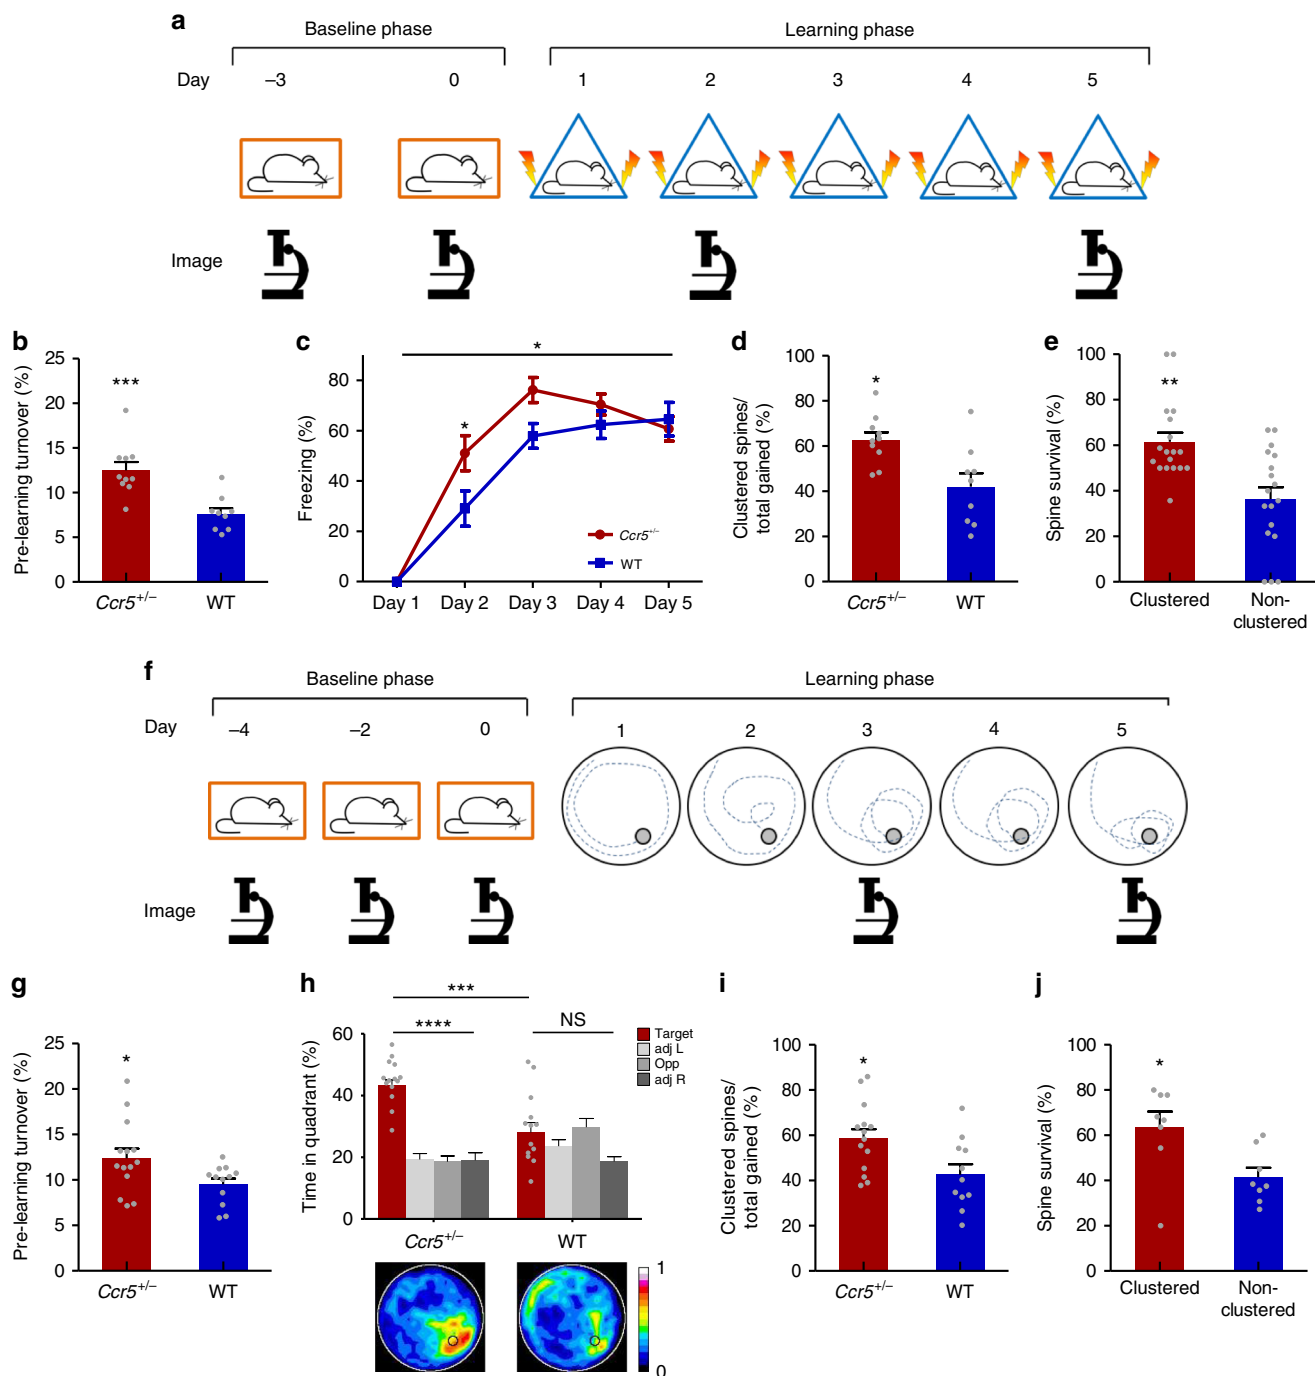 a
Baseline phase
Learning phase
Day
–3
0
1
2
3
4
5
Image
b
Pre-learning turnover (%)
25
20
15
10
5
0
***
Ccr5+/–
WT
c
Freezing (%)
80
60
40
20
0
*
*
Ccr5+/–
WT
Day 1
Day 2
Day 3
Day 4
Day 5
d
Clustered spines/
total gained (%)
100
80
60
40
20
0
*
Ccr5+/–
WT
e
Spine survival (%)
100
80
60
40
20
0
**
Clustered
Non-
clustered
f
Baseline phase
Learning phase
Day
–4
–2
0
1
2
3
4
5
Image
g
Pre-learning turnover (%)
25
20
15
10
5
0
*
Ccr5+/–
WT
h
Time in quadrant (%)
60
40
20
0
***
****
NS
Target
adj L
Opp
adj R
Ccr5+/–
WT
1
0
i
Clustered spines/
total gained (%)
100
80
60
40
20
0
*
Ccr5+/–
WT
j
Spine survival (%)
100
80
60
40
20
0
*
Clustered
Non-
clustered